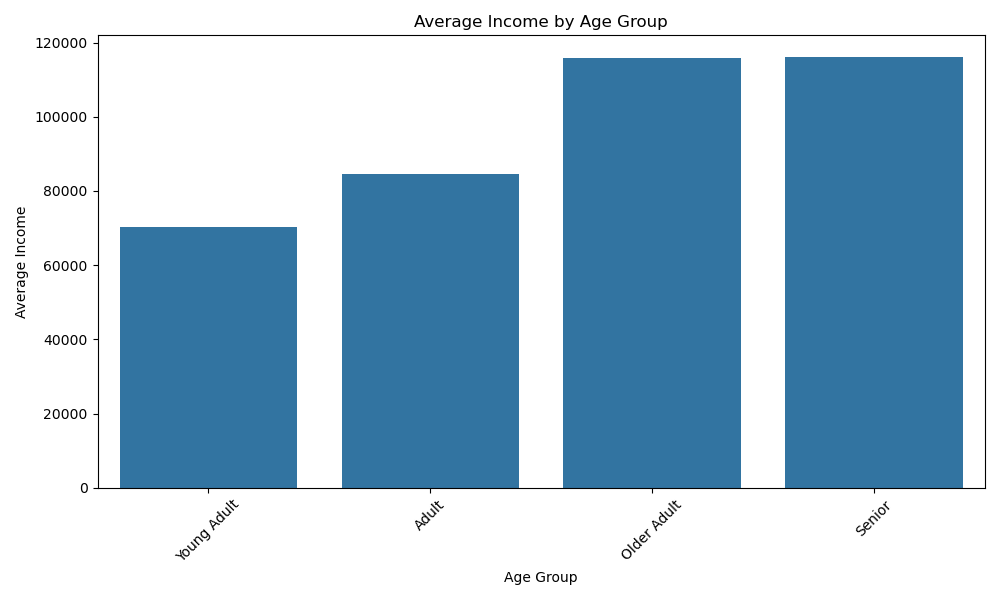 Average Income by Age Group
Average Income
120000
100000
80000
60000
40000
20000
0
Young Adult
Adult
Older Adult
Senior
Age Group